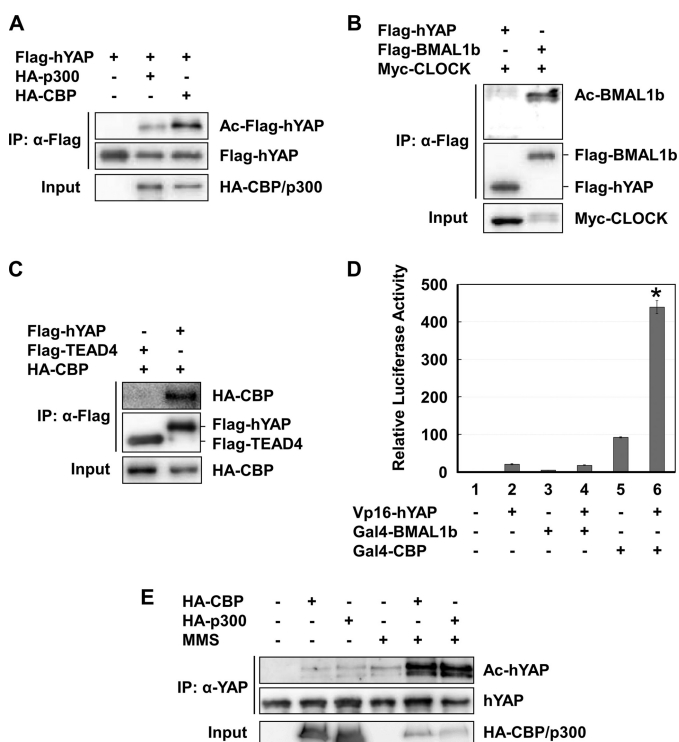 A
Flag-hYAP + + +
HA-p300 - + -
HA-CBP - - +
IP: α-Flag
Ac-Flag-hYAP
Flag-hYAP
Input
HA-CBP/p300
B
Flag-hYAP + -
Flag-BMAL1b - +
Myc-CLOCK + +
IP: α-Flag
Ac-BMAL1b
Flag-BMAL1b
Flag-hYAP
Input
Myc-CLOCK
C
Flag-hYAP - +
Flag-TEAD4 + -
HA-CBP + +
IP: α-Flag
HA-CBP
Flag-hYAP
Flag-TEAD4
Input
HA-CBP
D
Relative Luciferase Activity
500
400
300
200
100
0
*
1 2 3 4 5 6
Vp16-hYAP - + - + - +
Gal4-BMAL1b - - + + - -
Gal4-CBP - - - - + +
E
HA-CBP - + - - + -
HA-p300 - - + - - +
MMS - - - + + +
IP: α-YAP
Ac-hYAP
hYAP
Input
HA-CBP/p300